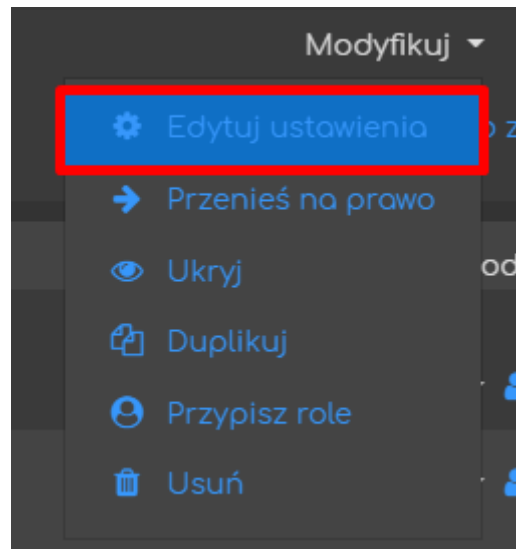 Modyfikuj
Edytuj ustawienia
Przenieś na prawo
Ukryj
Duplikuj
Przypisz role
Usuń